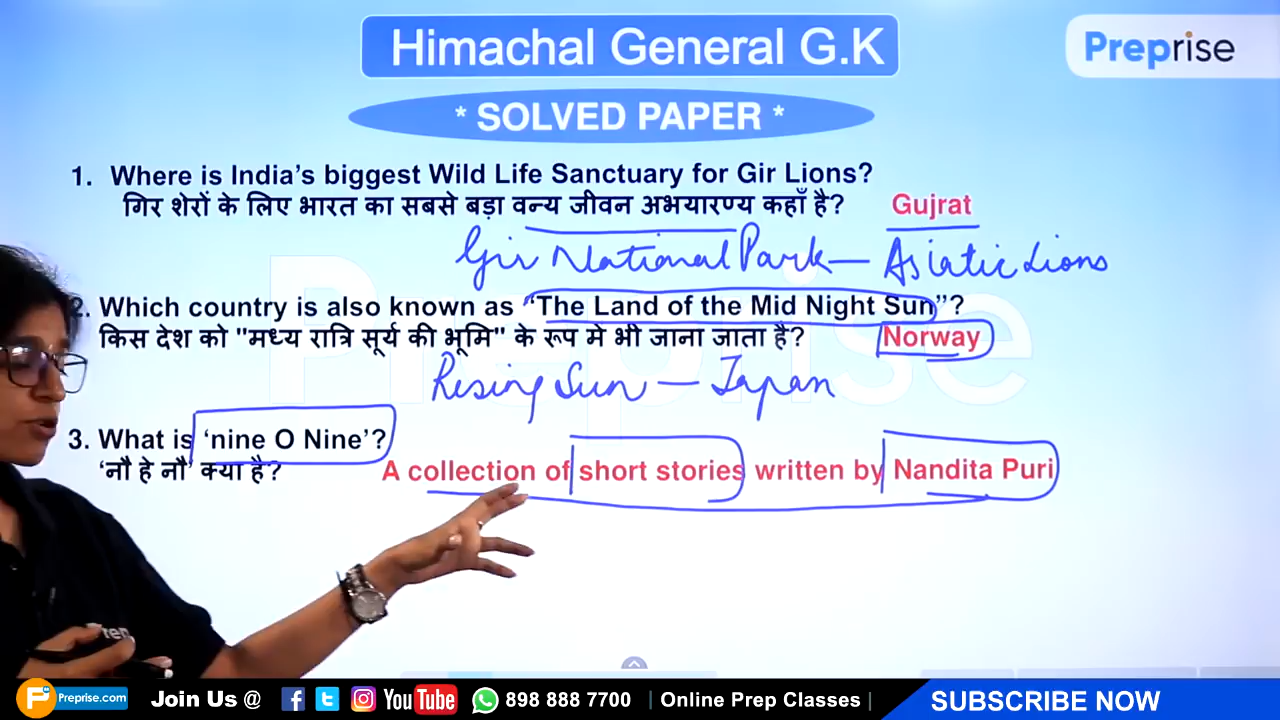 Himachal General G.K
Preprise
* SOLVED PAPER *
1. Where is India's biggest Wild Life Sanctuary for Gir Lions?
गिर शेरों के लिए भारत का सबसे बड़ा वन्य जीवन अभयारण्य कहाँ है? Gujrat
Gir National Park — Asiatic Lions
2. Which country is also known as "The Land of the Mid Night Sun"?
किस देश को "मध्य रात्रि सूर्य की भूमि" के रूप मे भी जाना जाता है? Norway
Rising Sun — Japan
3. What is 'nine O Nine'?
'नौ हे नौ' क्या है? A collection of short stories written by Nandita Puri
Preprise
Preprise.com Join Us @ YouTube 898 888 7700 | Online Prep Classes | SUBSCRIBE NOW